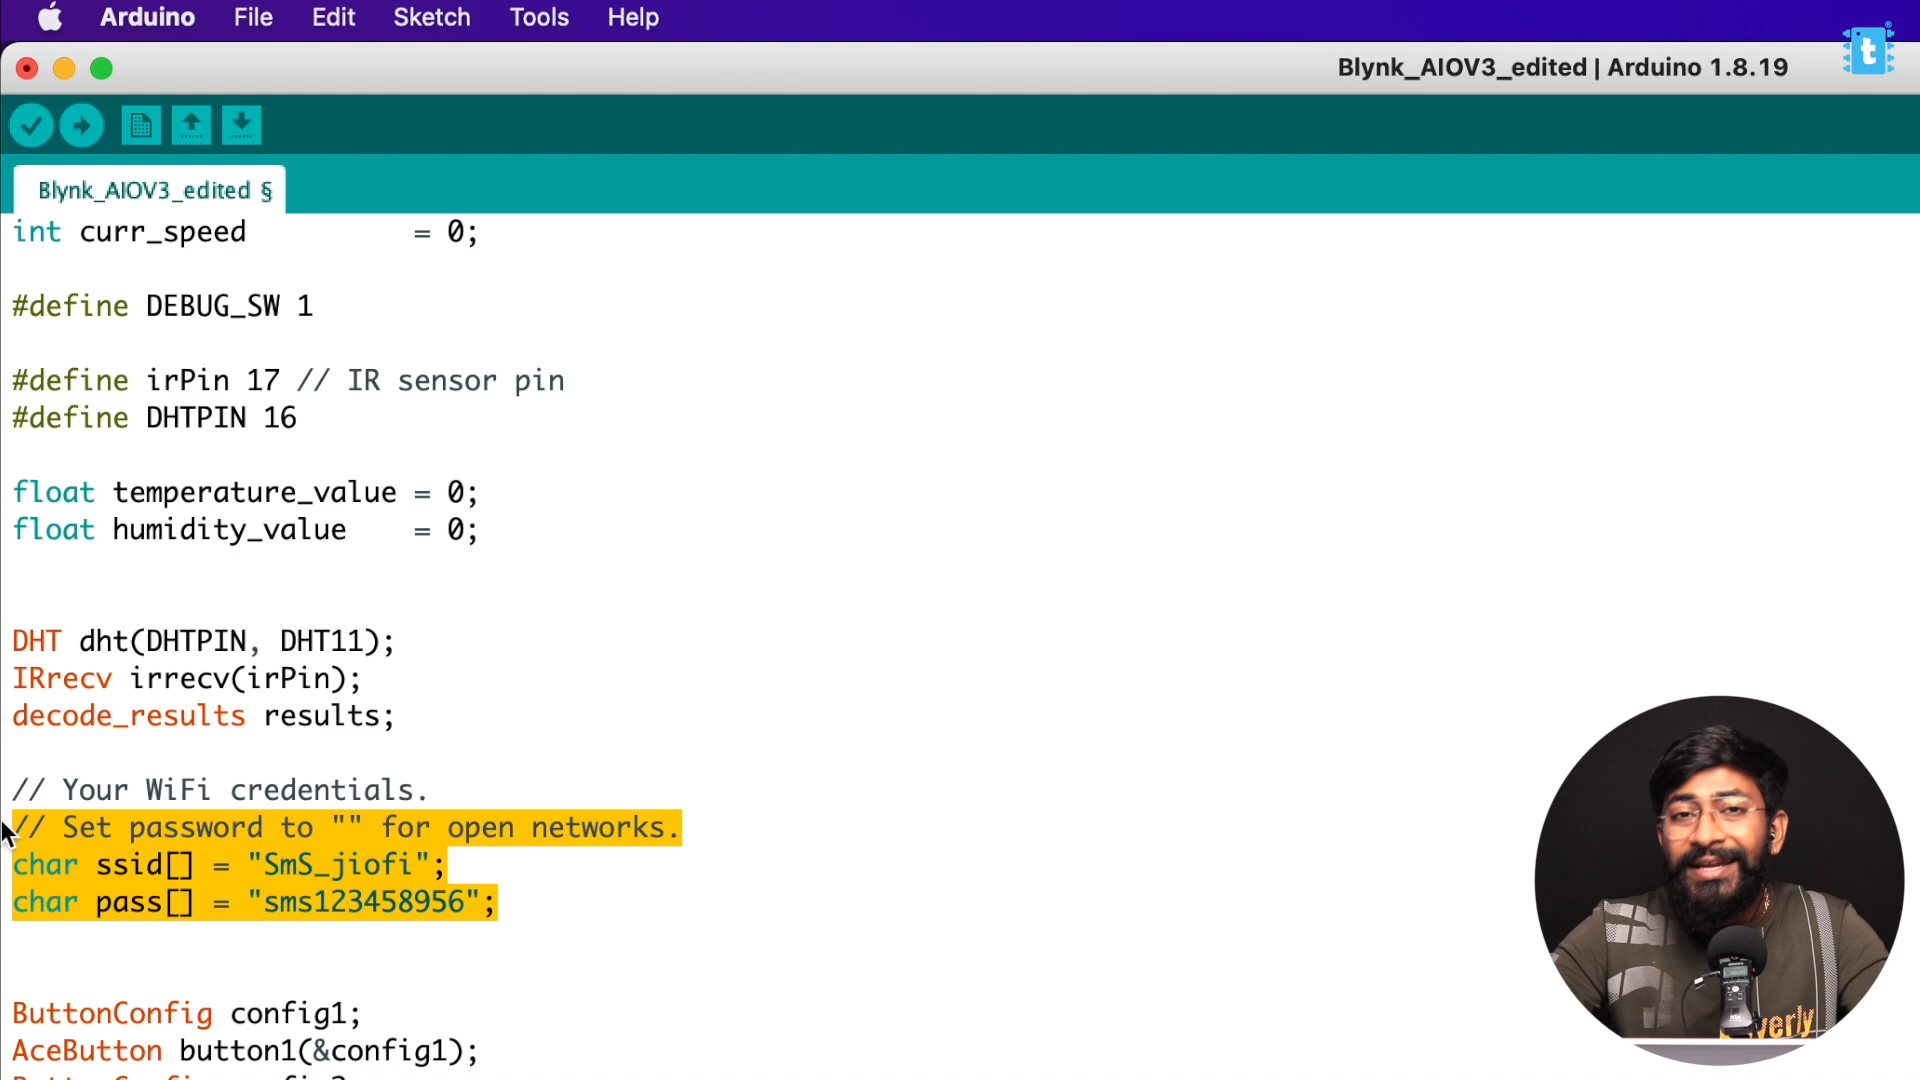 Arduino File Edit Sketch Tools Help
t
Blynk_AIOV3_edited | Arduino 1.8.19
Blynk_AIOV3_edited §
int curr_speed          = 0;
#define DEBUG_SW 1
#define irPin 17 // IR sensor pin
#define DHTPIN 16
float temperature_value = 0;
float humidity_value    = 0;
DHT dht(DHTPIN, DHT11);
IRrecv irrecv(irPin);
decode_results results;
// Your WiFi credentials.
// Set password to "" for open networks.
char ssid[] = "SmS_jiofi";
char pass[] = "sms123458956";
ButtonConfig config1;
AceButton button1(&config1);